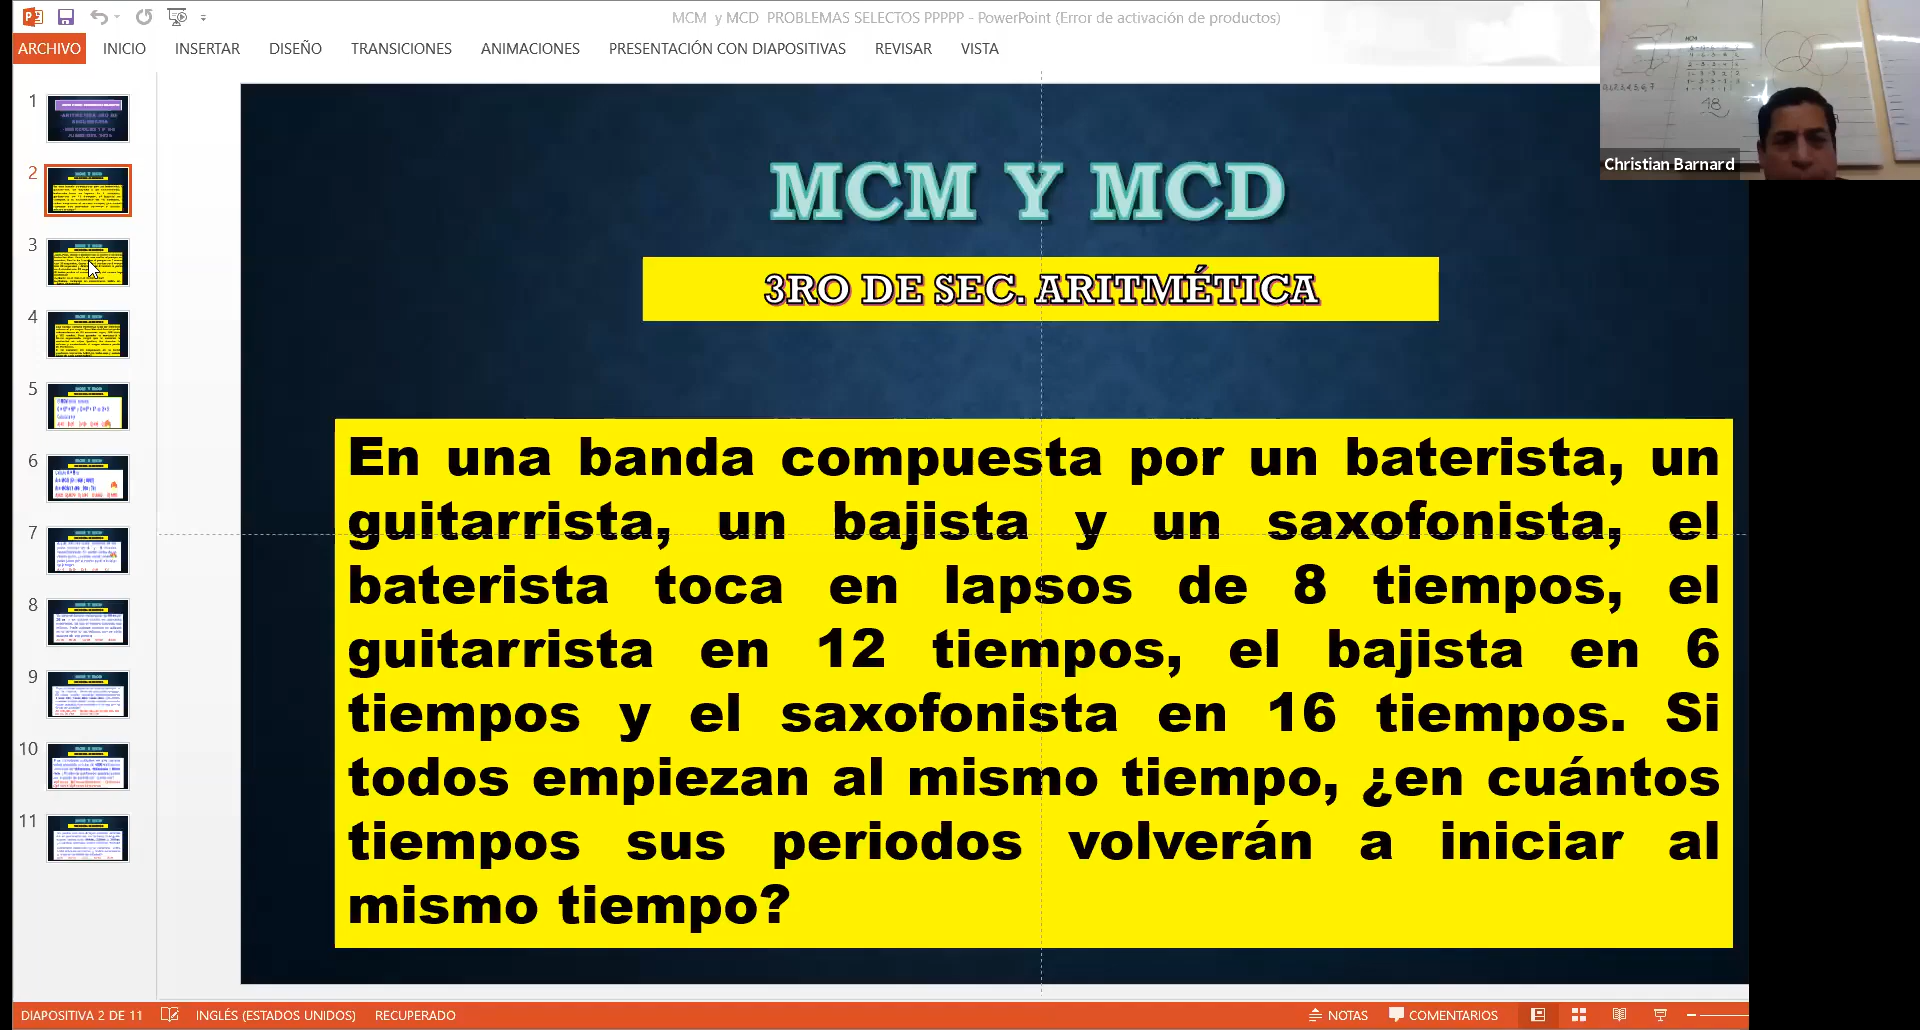 MCM y MCD PROBLEMAS SELECTOS PPPPP - PowerPoint (Error de activación de productos)
ARCHIVO INICIO INSERTAR DISEÑO TRANSICIONES ANIMACIONES PRESENTACIÓN CON DIAPOSITIVAS REVISAR VISTA
MCM
48
Christian Barnard
1
2
3
4
5
6
7
8
9
10
11
MCM Y MCD
3RO DE SEC. ARITMÉTICA
En una banda compuesta por un baterista, un
guitarrista, un bajista y un saxofonista, el
baterista toca en lapsos de 8 tiempos, el
guitarrista en 12 tiempos, el bajista en 6
tiempos y el saxofonista en 16 tiempos. Si
todos empiezan al mismo tiempo, ¿en cuántos
tiempos sus periodos volverán a iniciar al
mismo tiempo?
DIAPOSITIVA 2 DE 11 INGLÉS (ESTADOS UNIDOS) RECUPERADO NOTAS COMENTARIOS